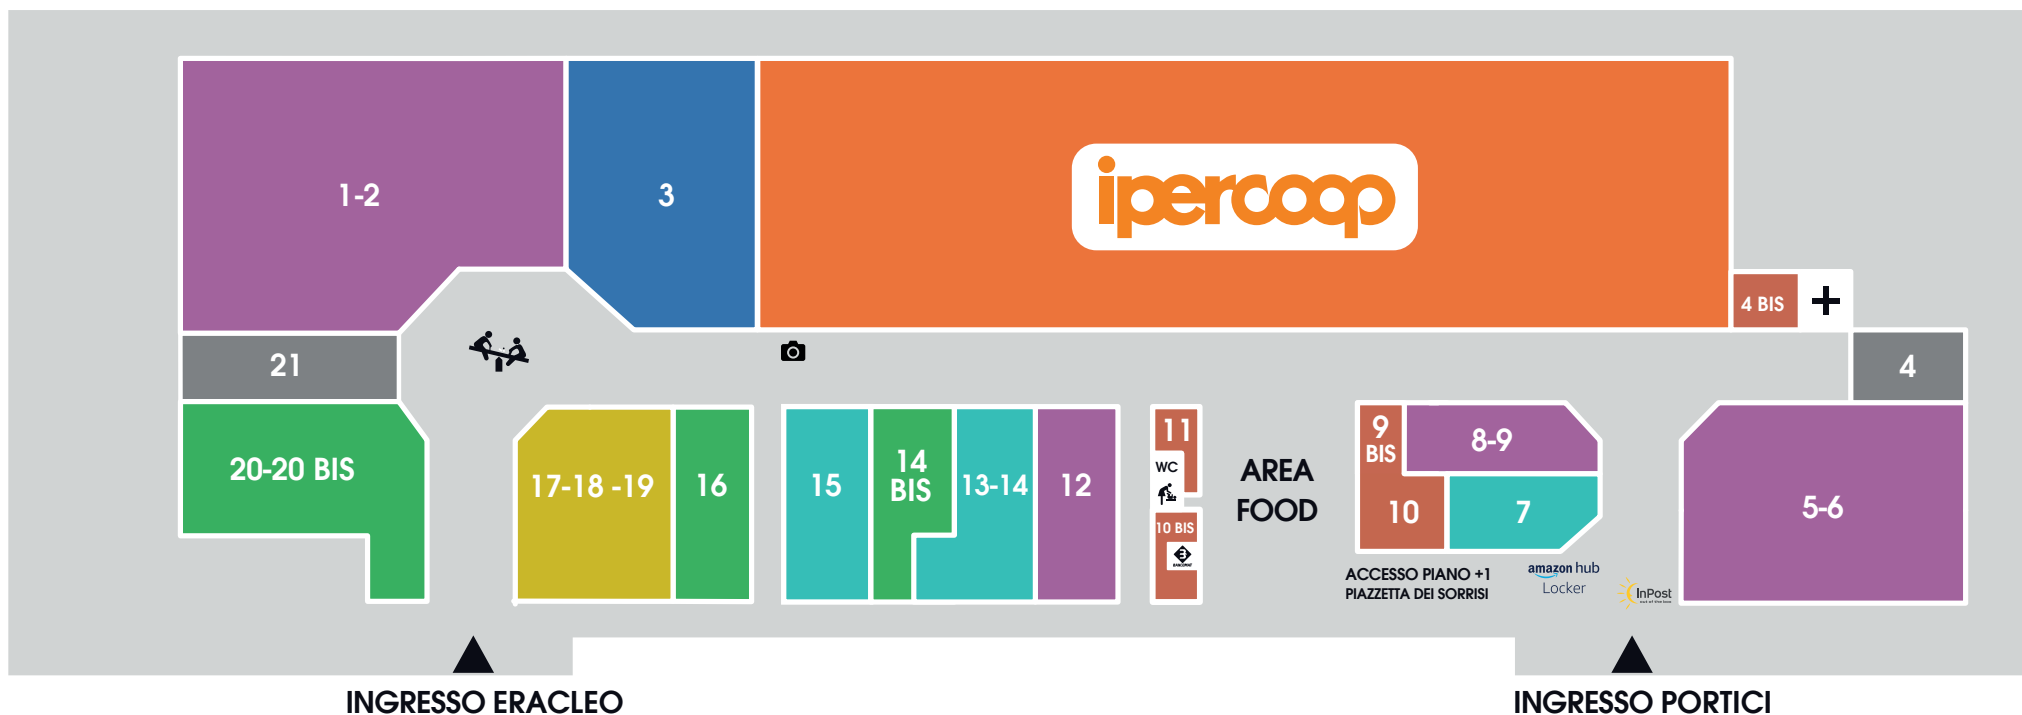 1-2
3
ipercoop
4 BIS
21
4
20-20 BIS
17-18 -19
16
15
14
BIS
13-14
12
11
WC
10 BIS
BANCOMAT
AREA
FOOD
9
BIS
8-9
10
7
5-6
ACCESSO PIANO +1
PIAZZETTA DEI SORRISI
amazon hub
Locker
InPost
INGRESSO ERACLEO
INGRESSO PORTICI